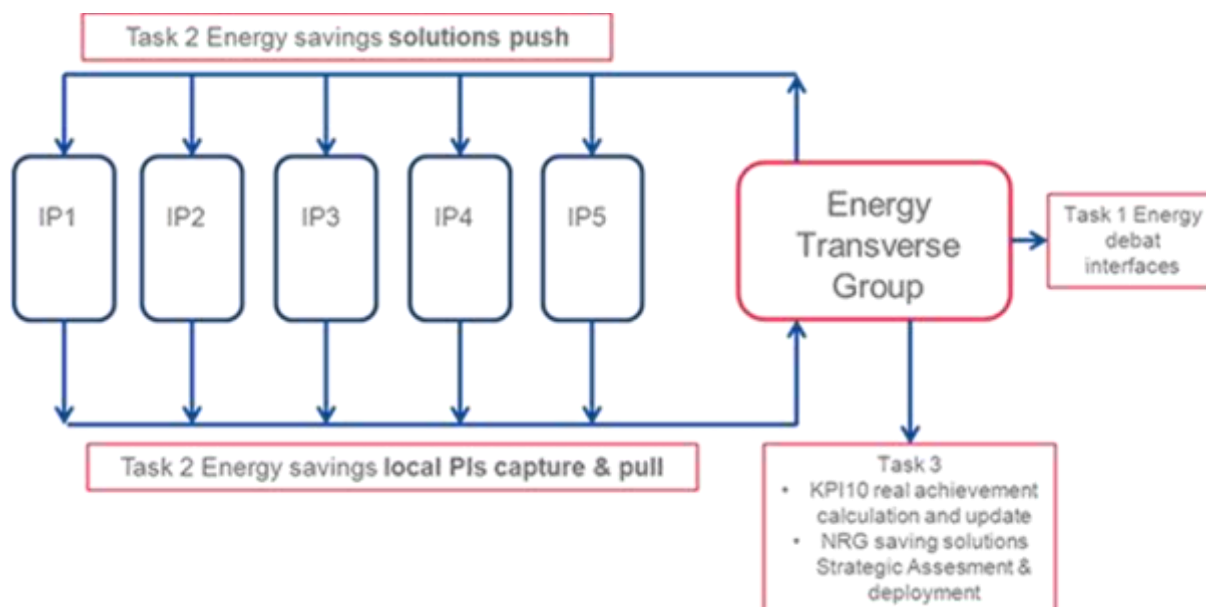 Task 2 Energy savings solutions push
IP1
IP2
IP3
IP4
IP5
Energy
Transverse
Group
Task 1 Energy
debat
interfaces
Task 2 Energy savings local PIs capture & pull
Task 3
• KPI10 real achievement
calculation and update
• NRG saving solutions
Strategic Assesment &
deployment